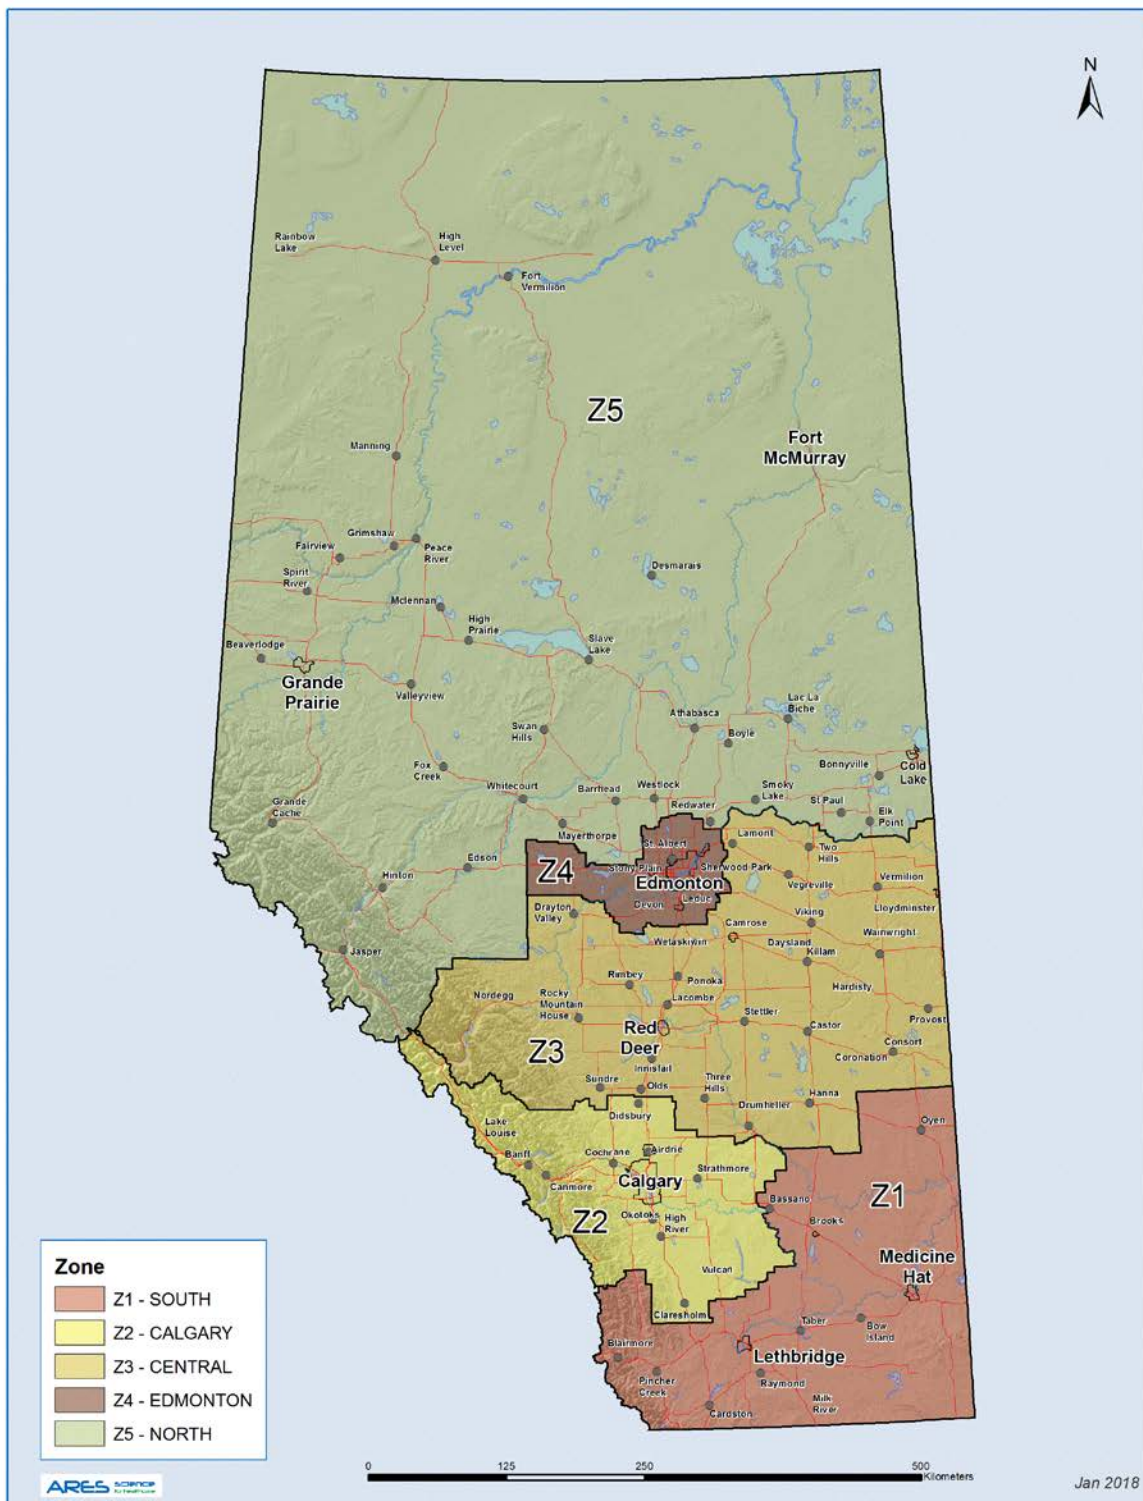 N
Rainbow
Lake
High
Level
Fort
Vermilion
Z5
Fort
McMurray
Manning
Grimshaw
Fairview
Peace
River
Spirit
River
Desmarais
Mclennan
High
Prairie
Slave
Lake
Beaverlodge
Grande
Prairie
Valleyview
Lac La
Biche
Athabasca
Swan
Hills
Boyle
Fox
Creek
Bonnyville
Cold
Lake
Whitecourt
Barrhead
Westlock
Smoky
Lake
Grande
Cache
Redwater
St Paul
Elk
Point
Mayerthorpe
Lamont
St. Albert
Two
Hills
Edson
Z4
Stony Plain
Sherwood Park
Hinton
Edmonton
Vegreville
Vermilion
Devon
Leduc
Drayton
Valley
Lloydminster
Viking
Camrose
Wainwright
Wetaskiwin
Daysland
Jasper
Killam
Rimbey
Ponoka
Hardisty
Nordegg
Rocky
Mountain
House
Lacombe
Stettler
Provost
Red
Deer
Castor
Z3
Consort
Coronation
Innisfail
Sundre
Olds
Three
Hills
Hanna
Didsbury
Drumheller
Oyen
Lake
Louise
Banff
Cochrane
Airdrie
Strathmore
Canmore
Calgary
Z1
Bassano
Z2
Okotoks
High
River
Brooks
Medicine
Hat
Vulcan
Claresholm
Taber
Bow
Island
Blairmore
Lethbridge
Pincher
Creek
Raymond
Milk
River
Cardston
Zone
Z1 - SOUTH
Z2 - CALGARY
Z3 - CENTRAL
Z4 - EDMONTON
Z5 - NORTH
0 125 250 500
Kilometers
ARES science
for healthcare
Jan 2018